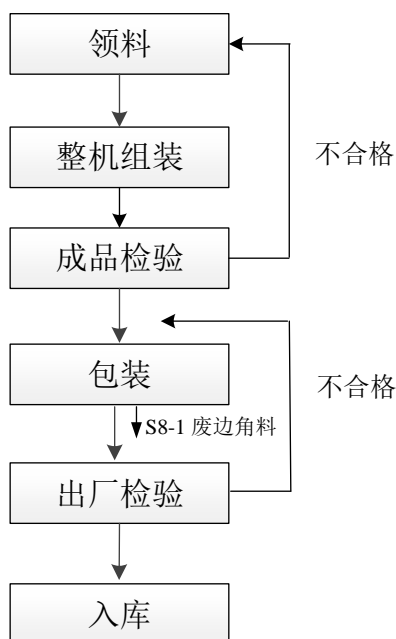 领料
整机组装
不合格
成品检验
包装
不合格
S8-1 废边角料
出厂检验
入库